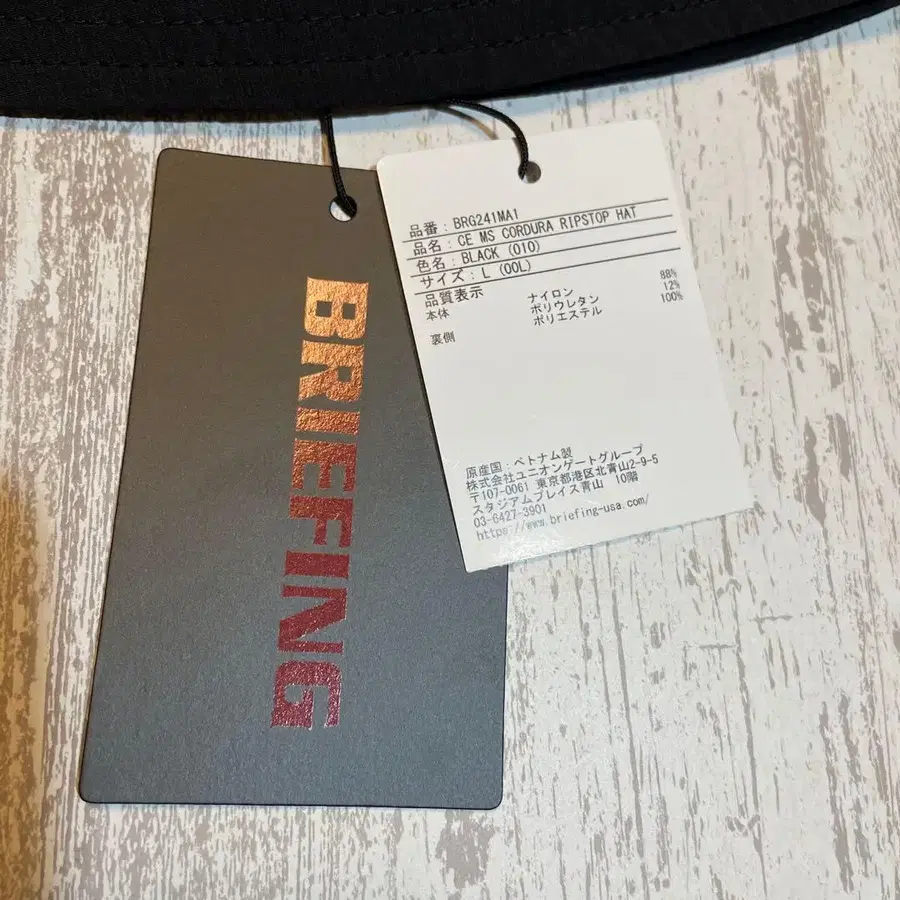 BRIEFING
品番 : BRG241MA1
品名 : CE MS CORDURA RIPSTOP HAT
色名 : BLACK (010)
サイズ : L (00L)
品質表示
本体 ナイロン 88%
ポリウレタン 12%
裏側 ポリエステル 100%
原産国 : ベトナム製
株式会社ユニオンゲートグループ
〒107-0061 東京都港区北青山2-9-5
スタジアムプレイス青山 10階
03-6427-3901
https://www.briefing-usa.com/